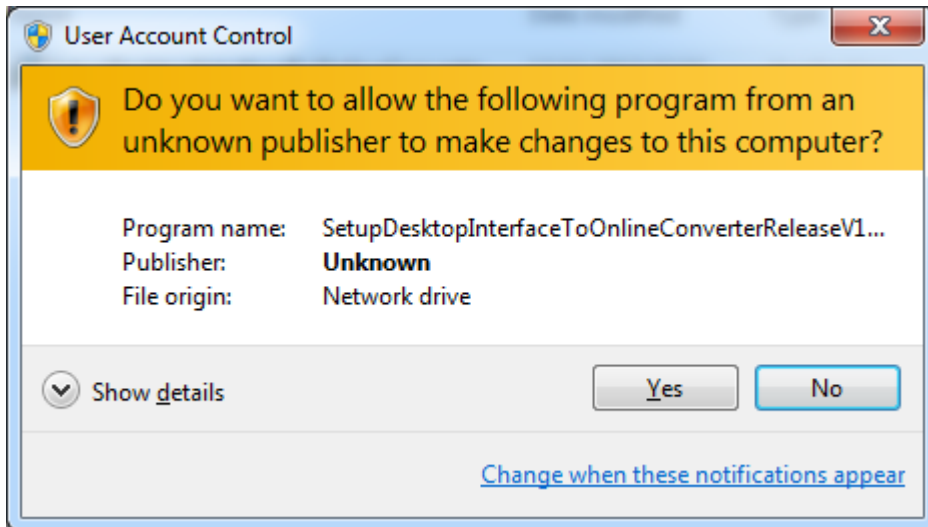 User Account Control
Do you want to allow the following program from an
unknown publisher to make changes to this computer?
Program name: SetupDesktopInterfaceToOnlineConverterReleaseV1...
Publisher: Unknown
File origin: Network drive
Show details
Yes
No
Change when these notifications appear